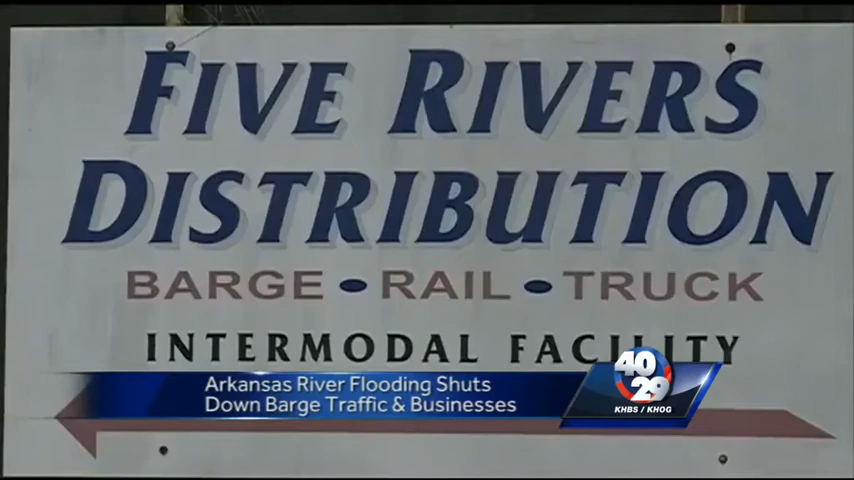 FIVE RIVERS
DISTRIBUTION
BARGE • RAIL • TRUCK
INTERMODAL FACILITY
Arkansas River Flooding Shuts
Down Barge Traffic & Businesses
40
29
KHBS / KHOG